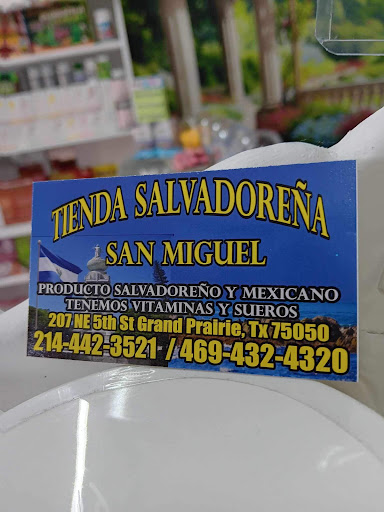 TIENDA SALVADOREÑA
SAN MIGUEL
PRODUCTO SALVADOREÑO Y MEXICANO
TENEMOS VITAMINAS Y SUEROS
207 NE 5th St Grand Prairie, Tx 75050
214-442-3521 / 469-432-4320